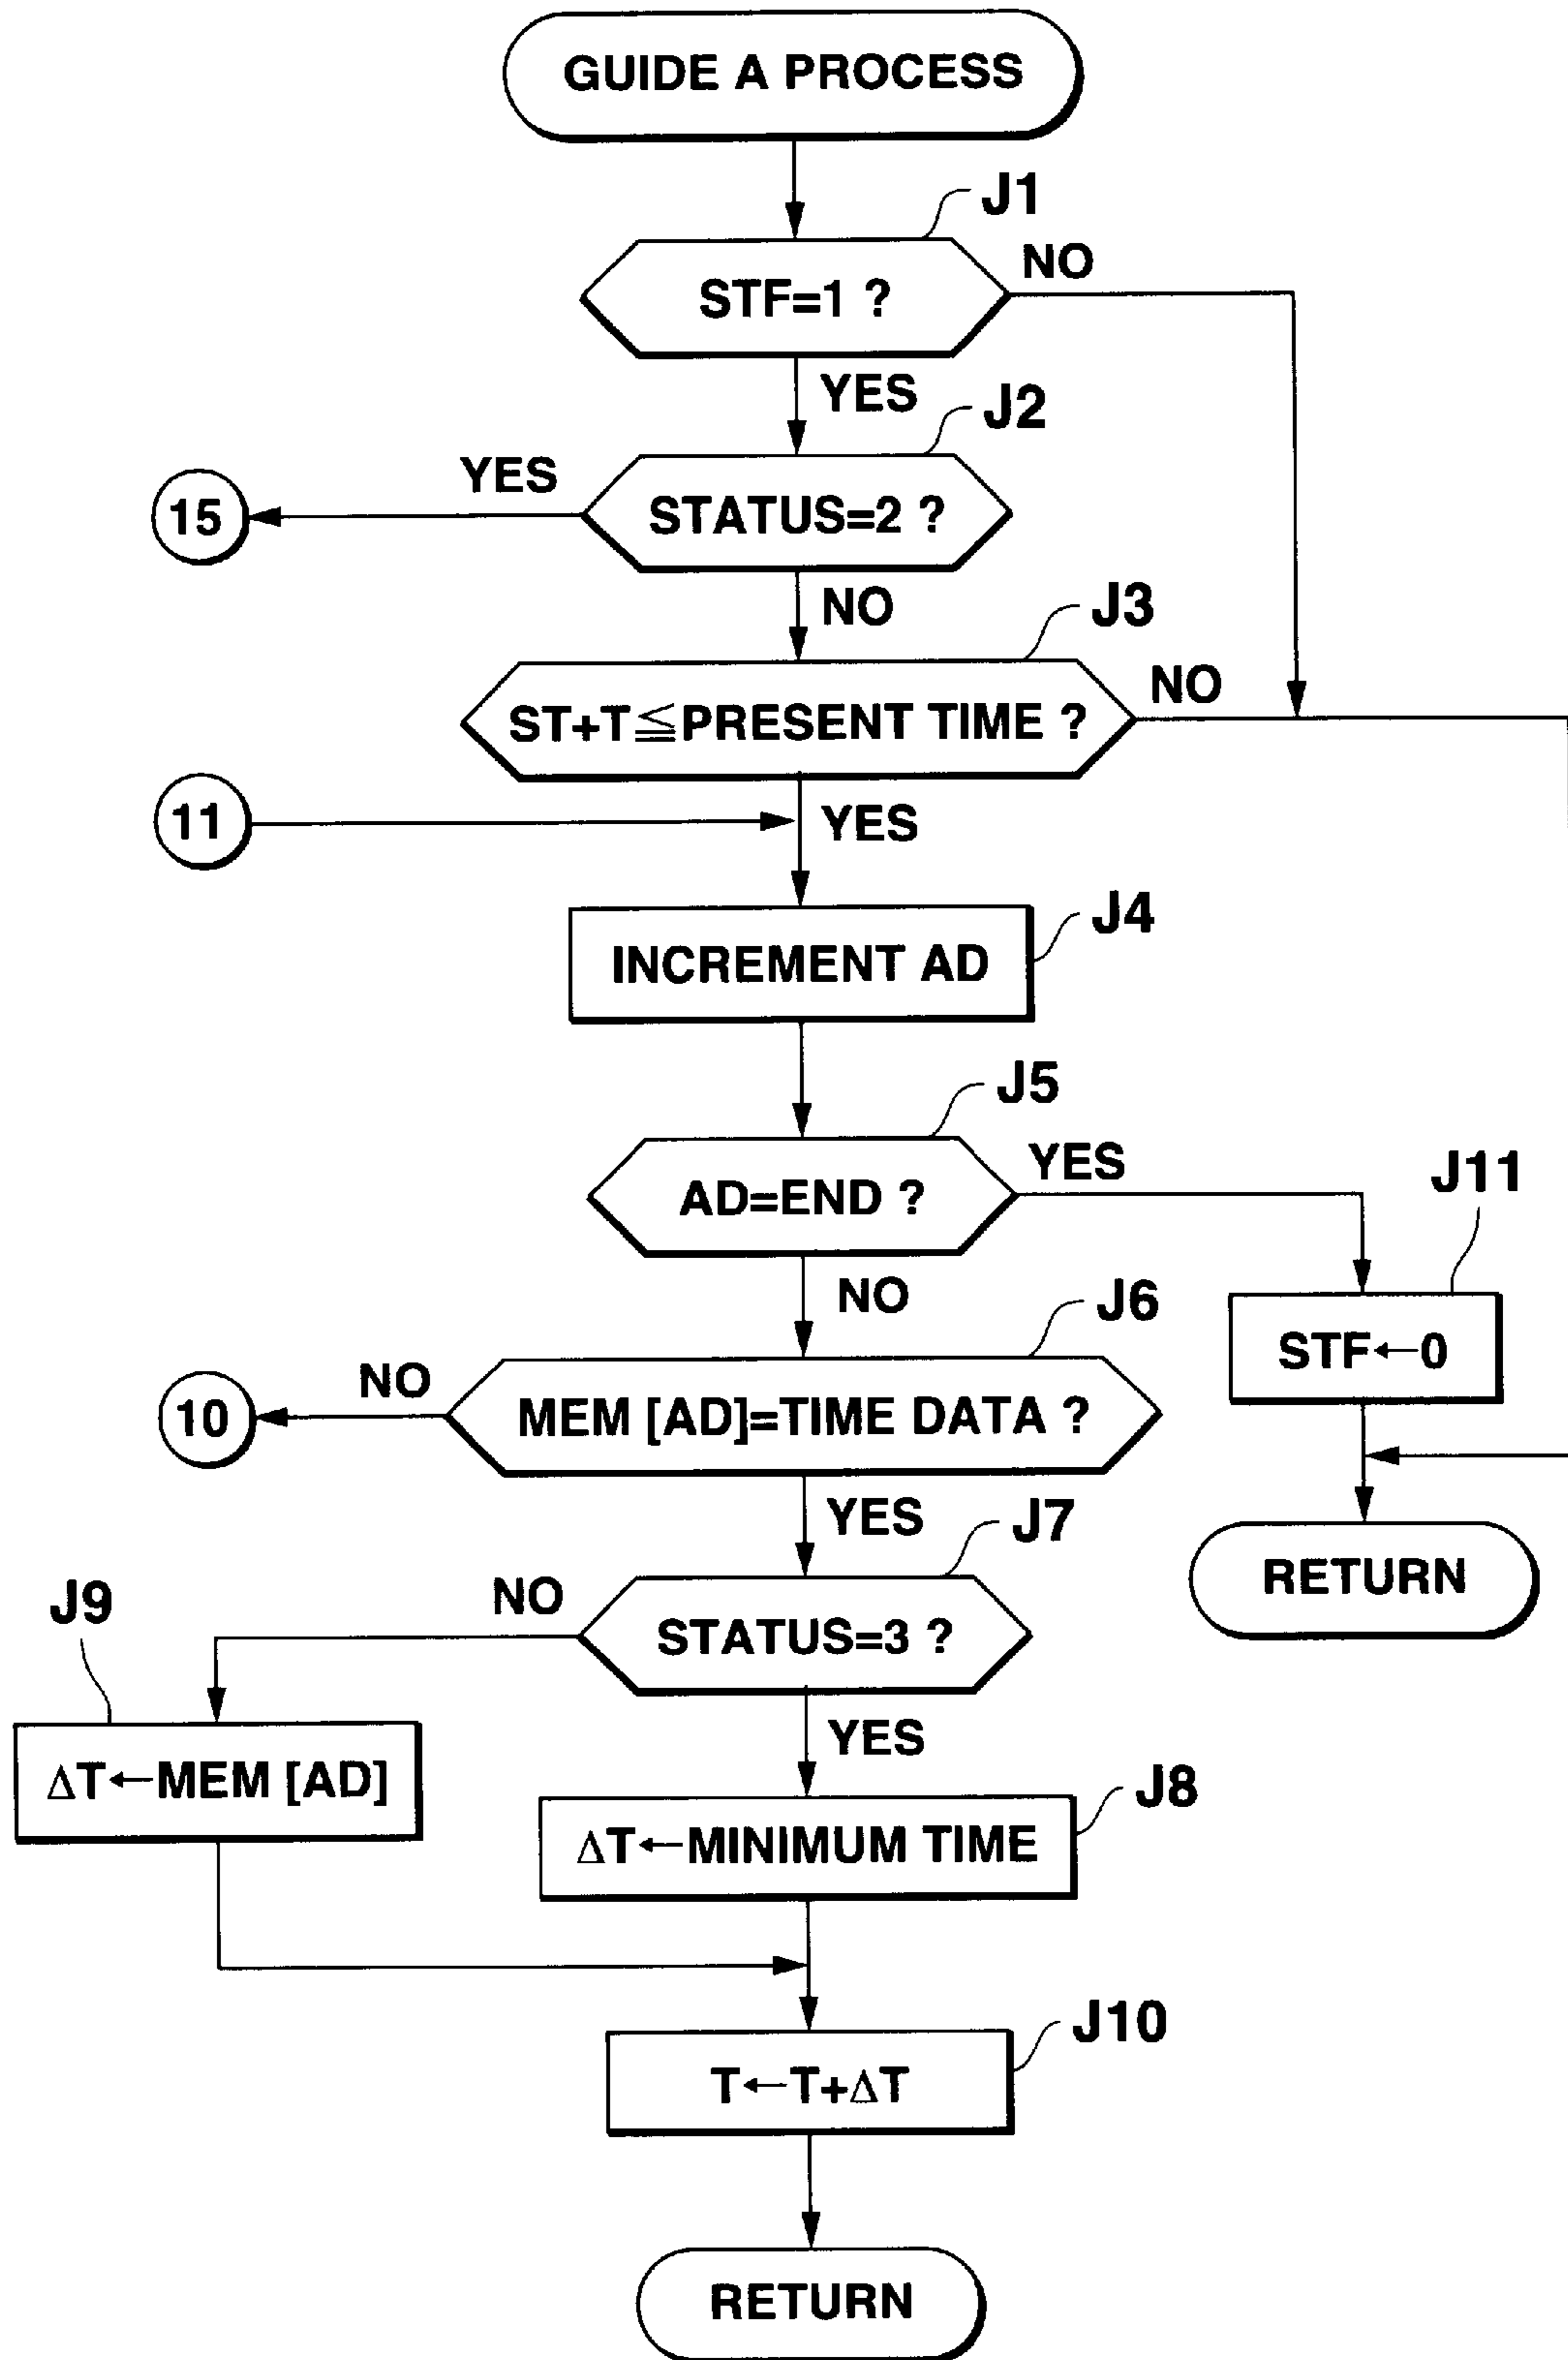 GUIDE A PROCESS
J1
STF=1 ?
NO
YES
J2
YES
15
STATUS=2 ?
NO
J3
ST+T≦PRESENT TIME ?
NO
11
YES
J4
INCREMENT AD
J5
AD=END ?
YES
J11
NO
J6
STF←0
NO
10
MEM [AD]=TIME DATA ?
YES
J7
RETURN
J9
NO
STATUS=3 ?
YES
ΔT←MEM [AD]
J8
ΔT←MINIMUM TIME
J10
T←T+ΔT
RETURN